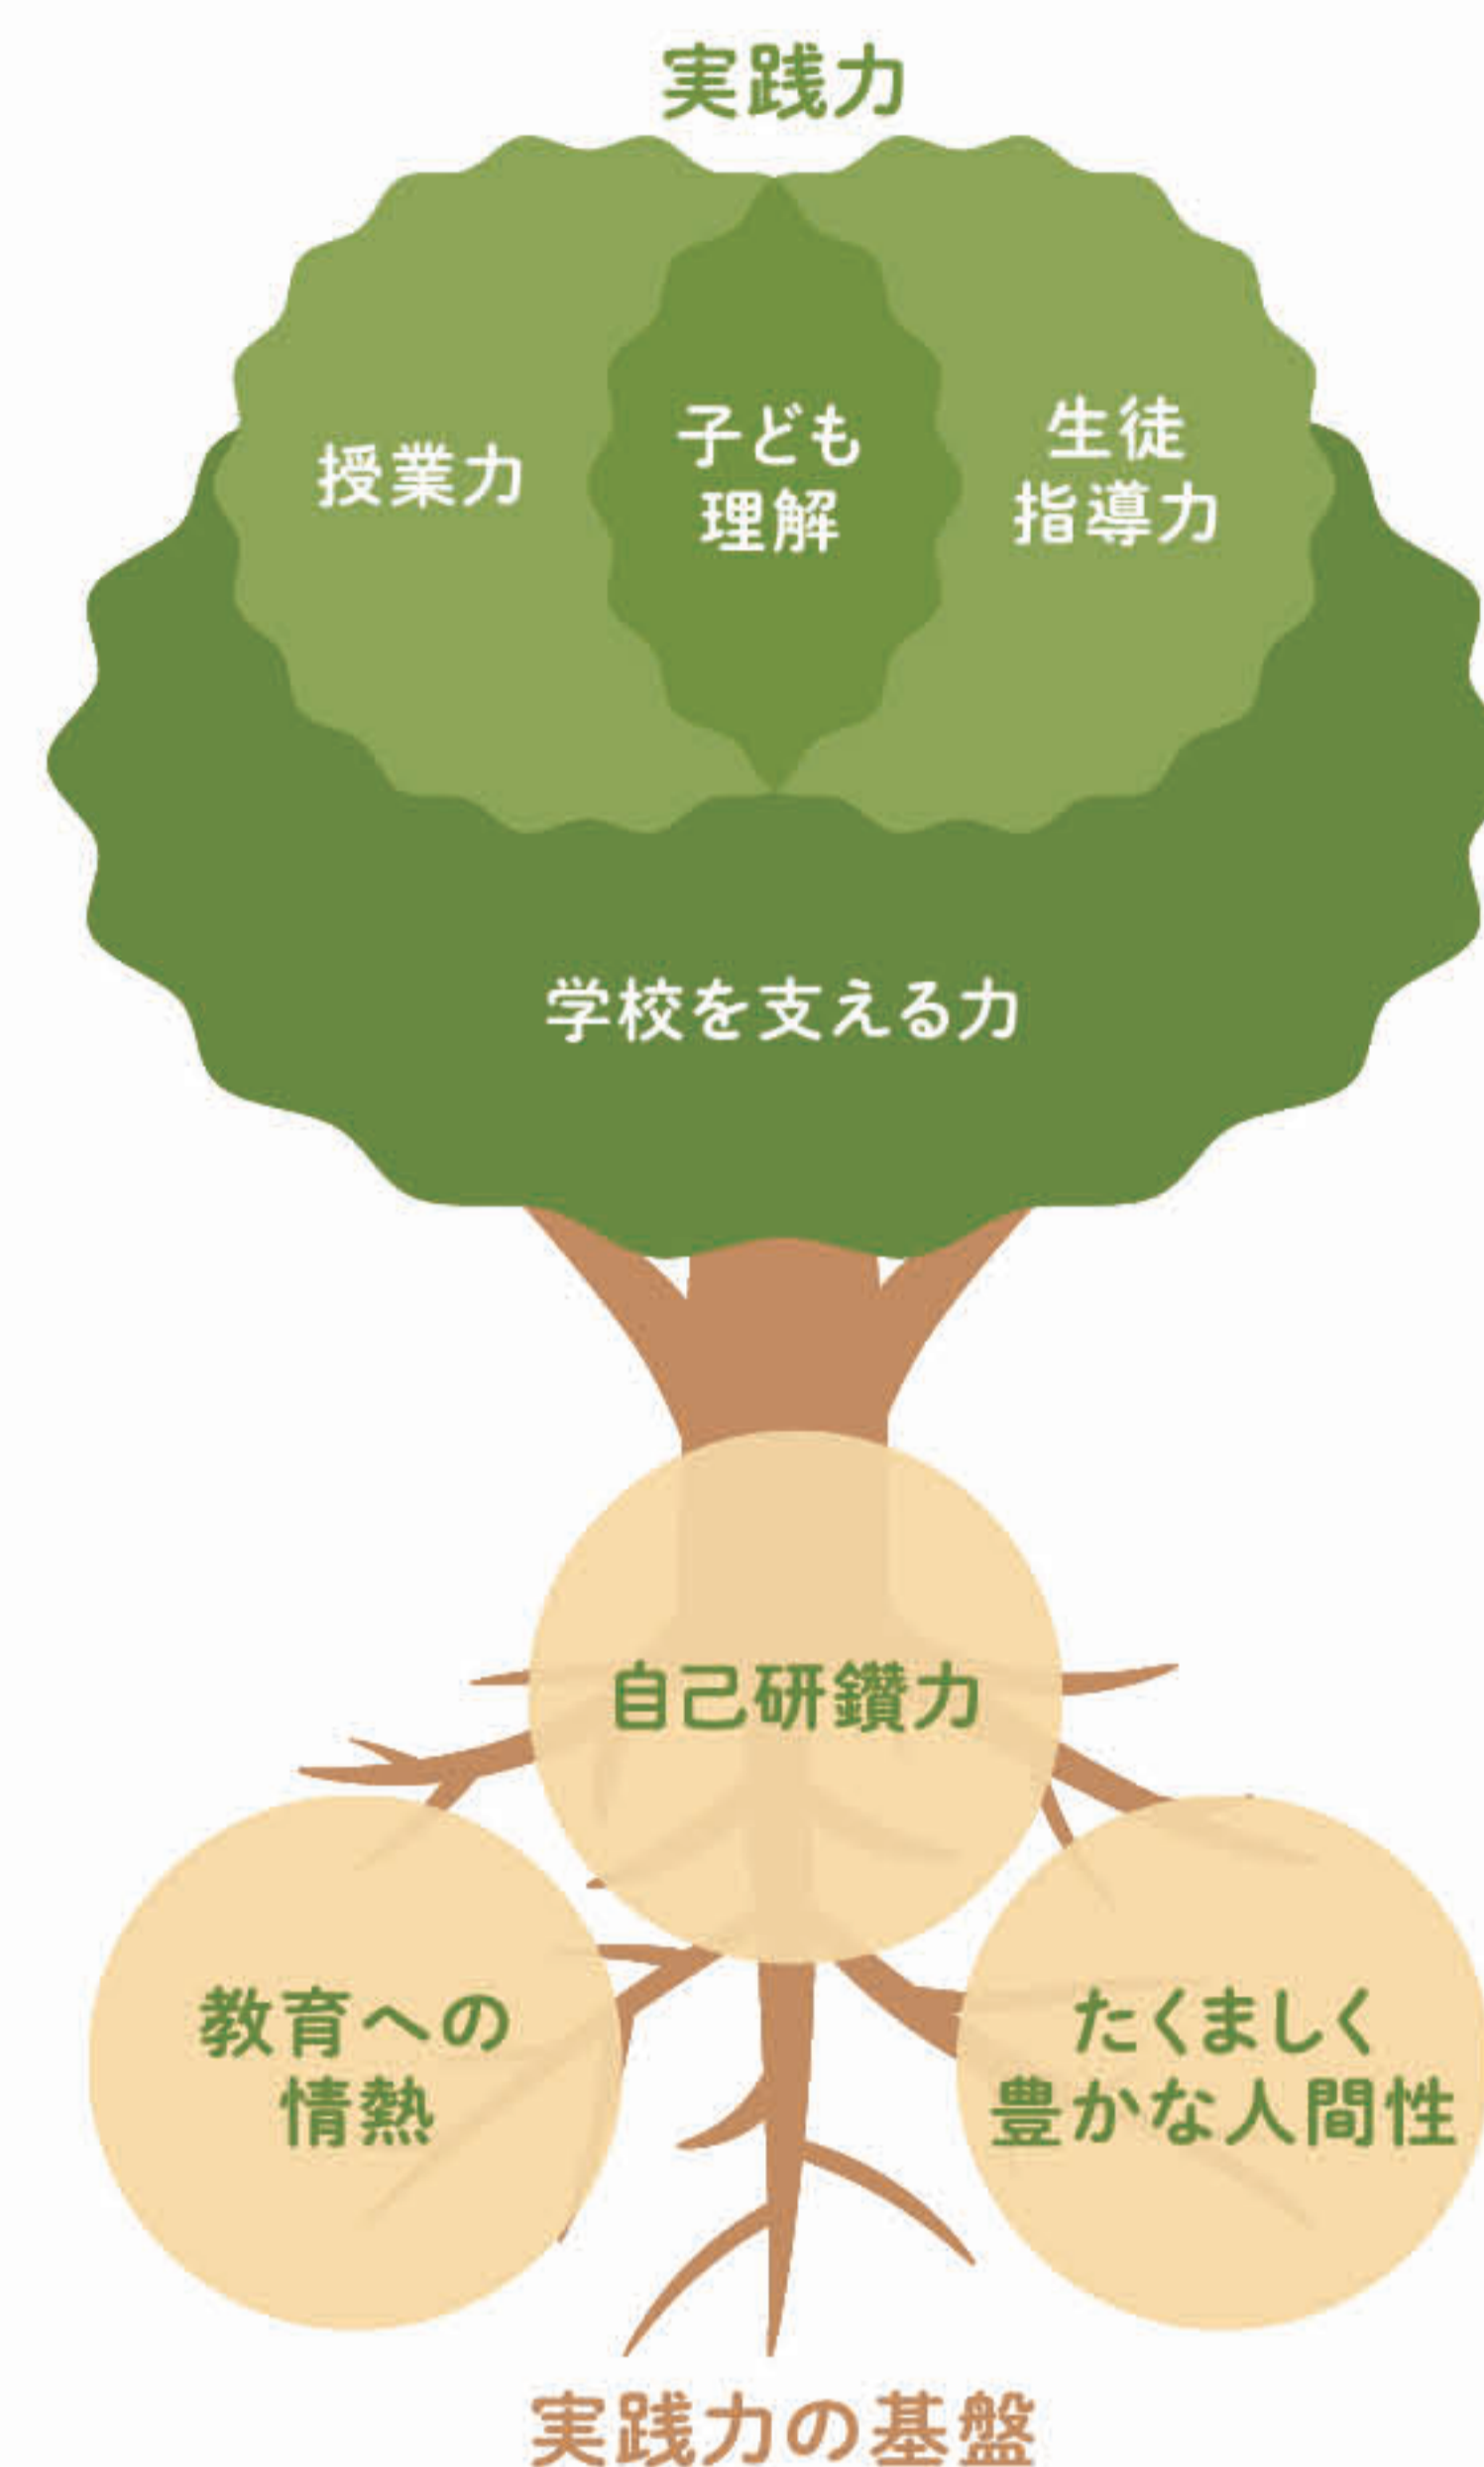 実践力
授業力
子ども
理解
生徒
指導力
学校を支える力
自己研鑽力
教育への
情熱
たくましく
豊かな人間性
実践力の基盤